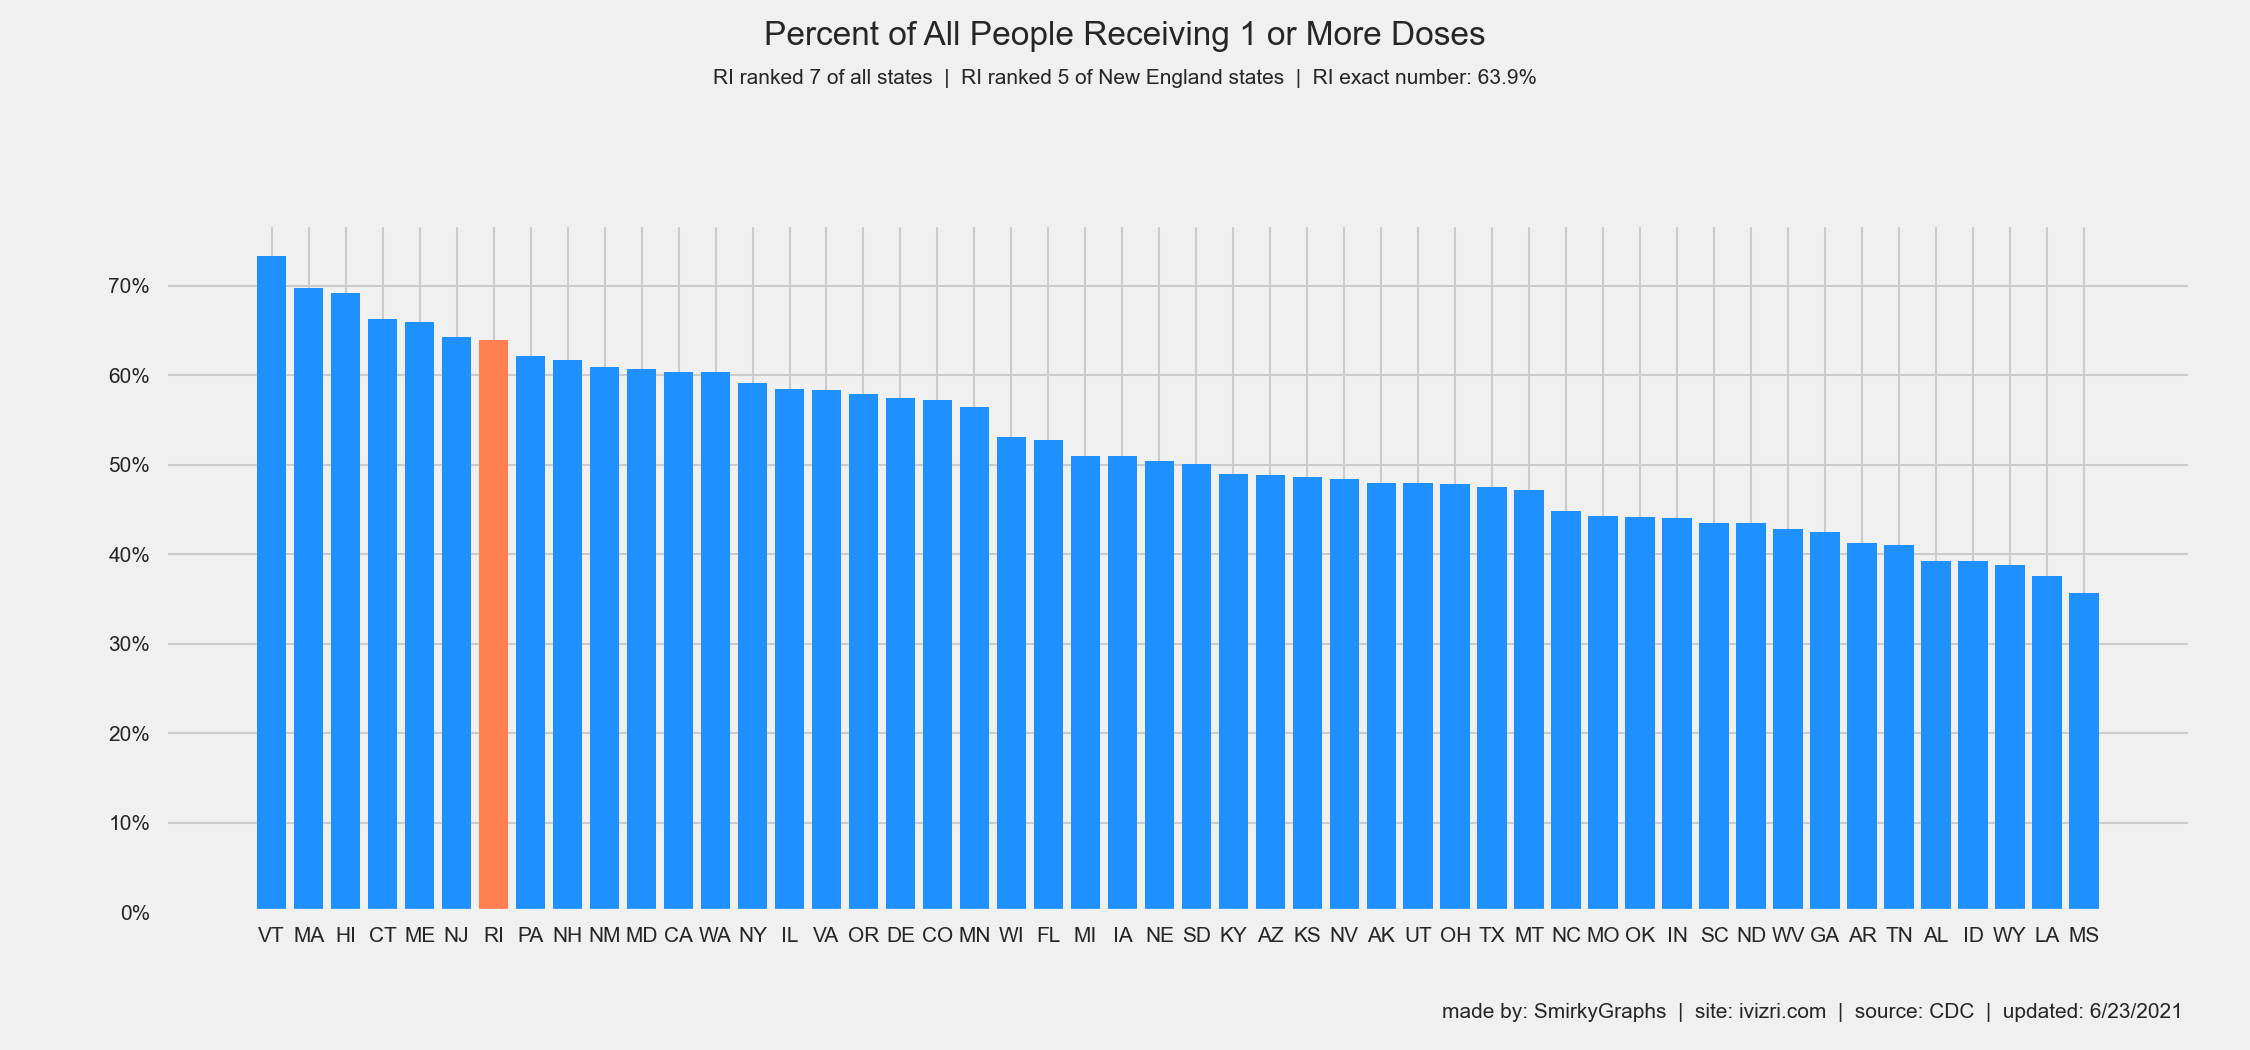 Percent of All People Receiving 1 or More Doses
RI ranked 7 of all states | RI ranked 5 of New England states | RI exact number: 63.9%
70%
60%
50%
40%
30%
20%
10%
0%
VT MA HI CT ME NJ RI PA NH NM MD CA WA NY IL VA OR DE CO MN WI FL MI IA NE SD KY AZ KS NV AK UT OH TX MT NC MO OK IN SC ND WV GA AR TN AL ID WY LA MS
made by: SmirkyGraphs | site: ivizri.com | source: CDC | updated: 6/23/2021